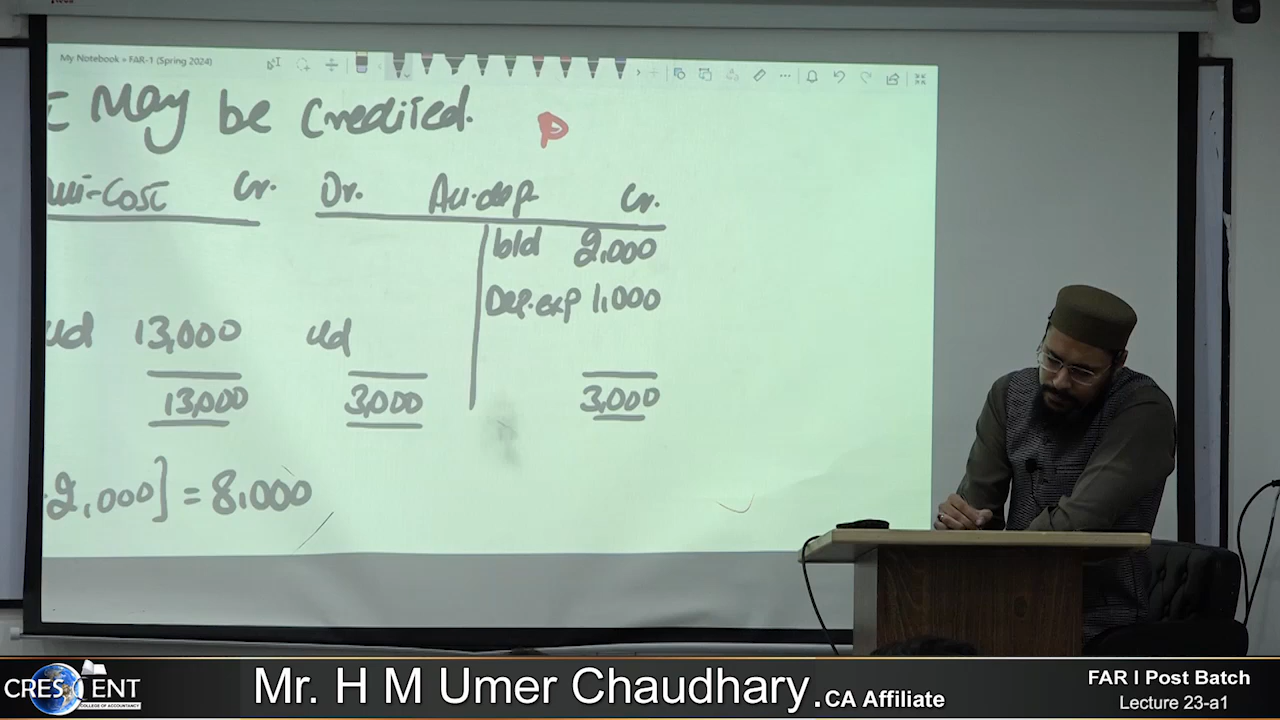 My Notebook » FAR-1 (Spring 2024)
May be Credited.
Cost Cr. Dr. Acc.dep Cr.
b/d 2,000
Dep.exp 1,000
c/d 13,000 c/d
13,000 3,000 3,000
2,000] = 8,000
CRESCENT
COLLEGE OF ACCOUNTANCY
Mr. H M Umer Chaudhary .CA Affiliate
FAR I Post Batch
Lecture 23-a1